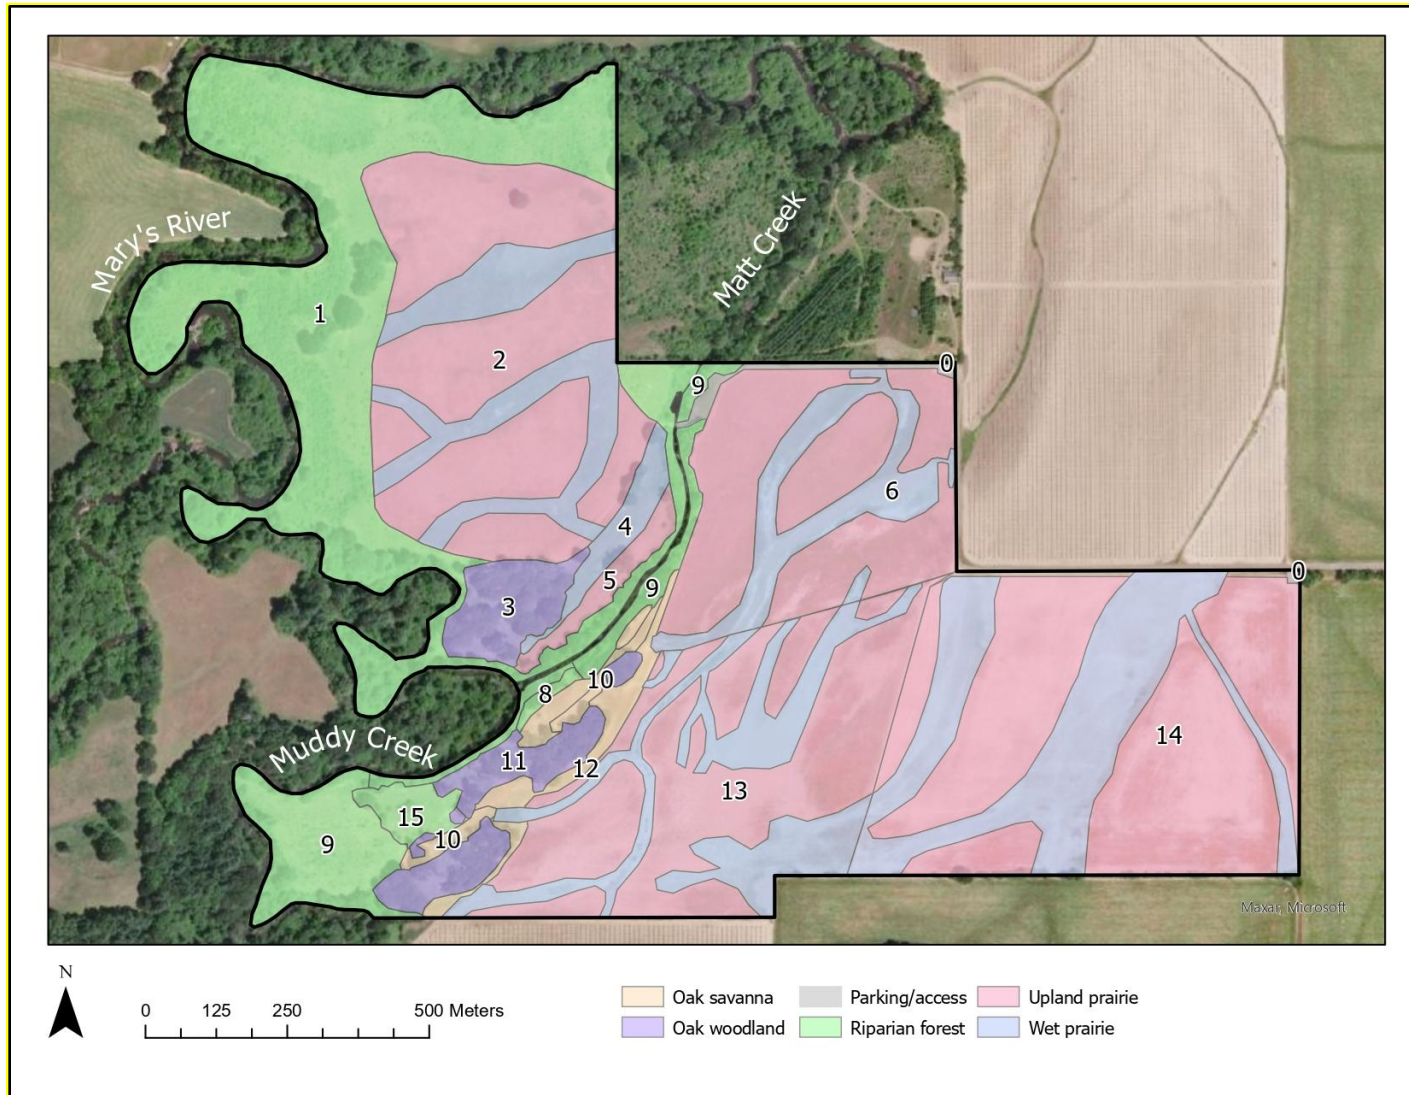 Mary's River
Matt Creek
1
2
0
9
6
4
5
9
3
0
10
8
14
Muddy Creek
11
12
13
15
10
9
Maxar, Microsoft
N
0 125 250 500 Meters
Oak savanna Parking/access Upland prairie
Oak woodland Riparian forest Wet prairie